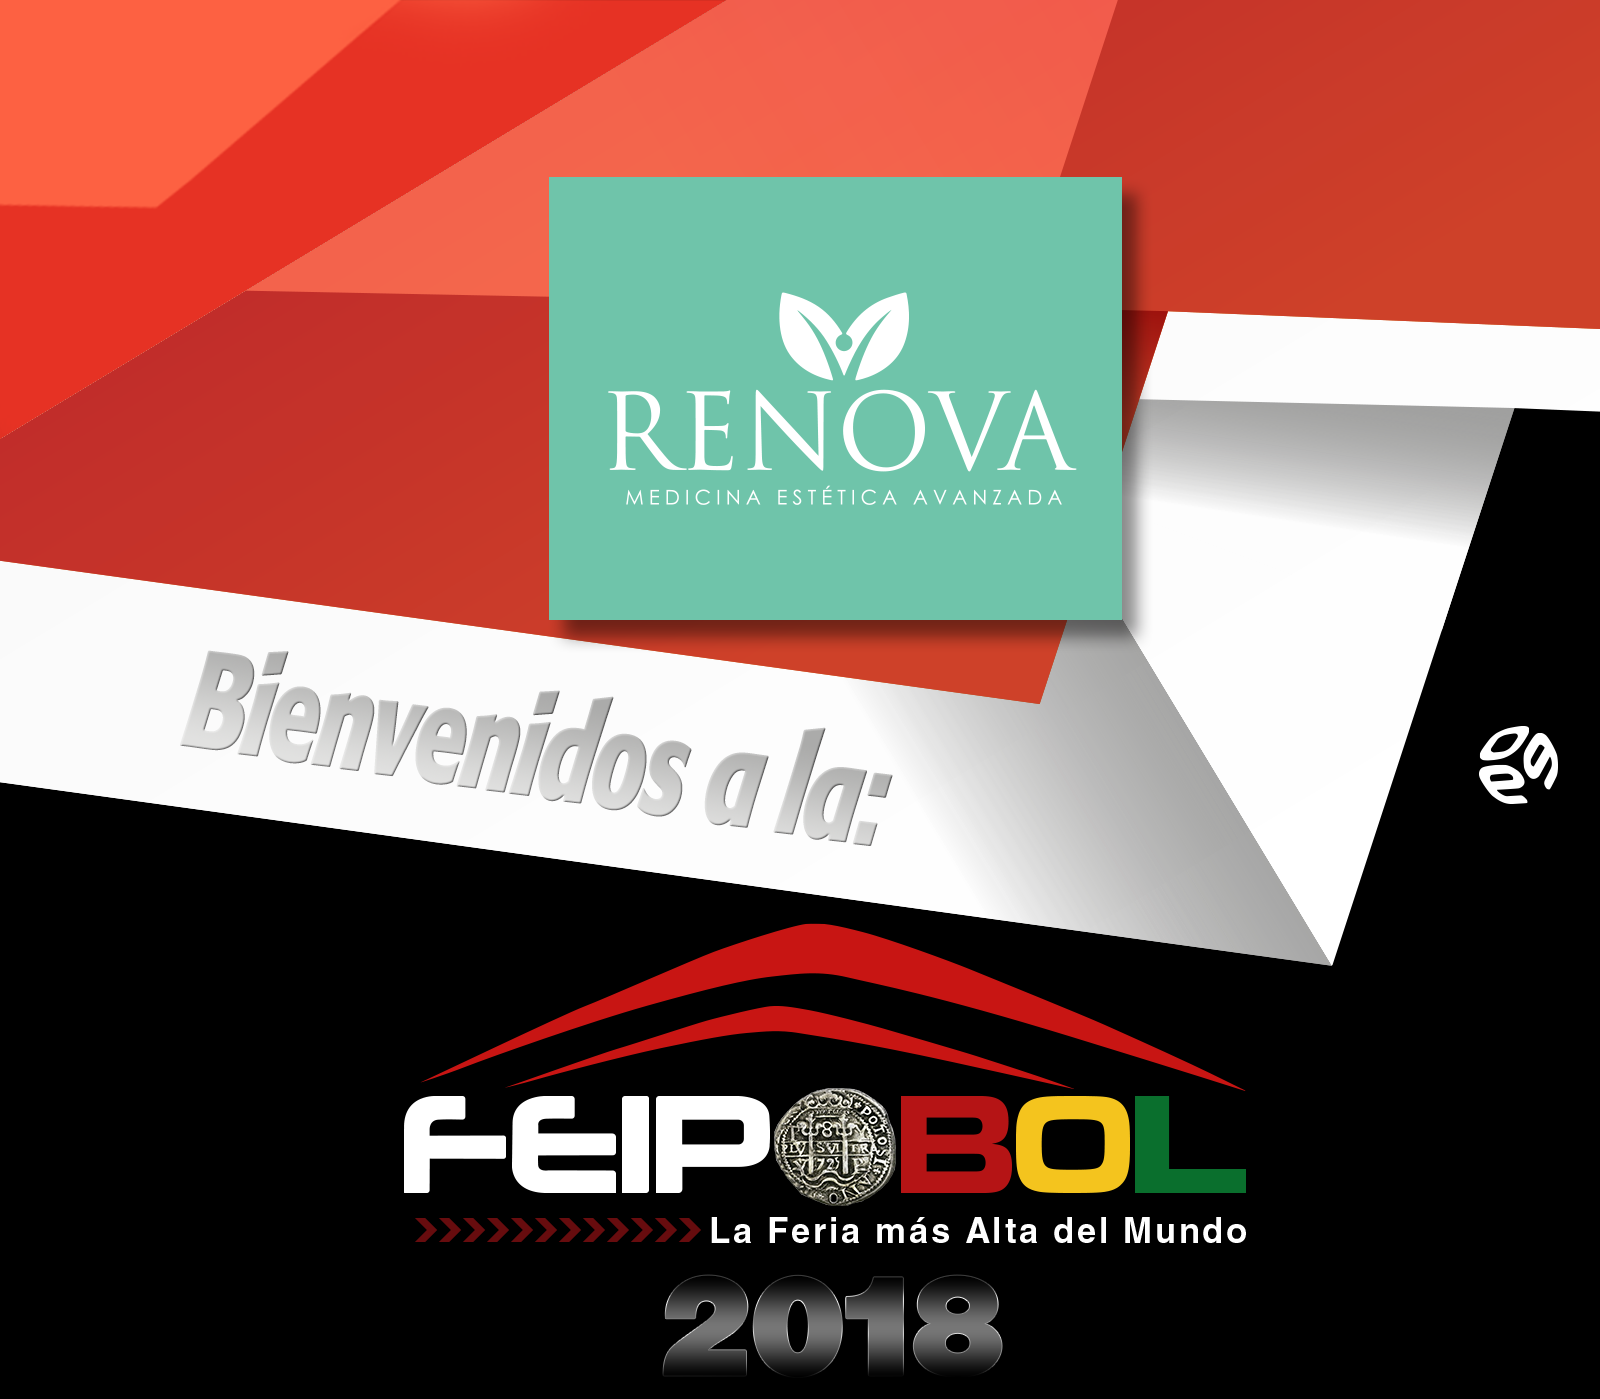 RENOVA
MEDICINA ESTÉTICA AVANZADA
Bienvenidos a la:
FEIPOBOL
La Feria más Alta del Mundo
2018